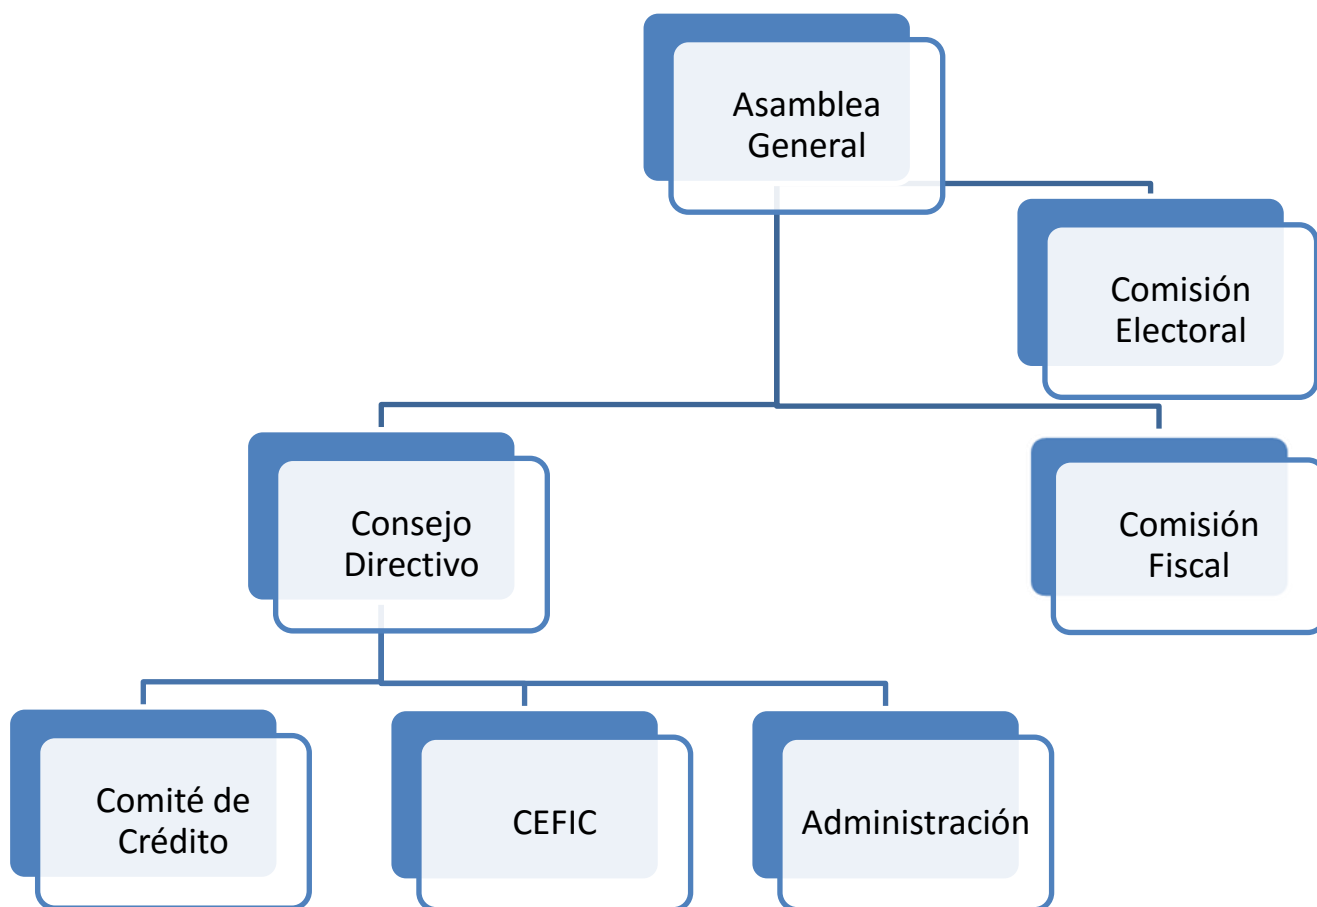 Asamblea
General
Comisión
Electoral
Consejo
Directivo
Comisión
Fiscal
Comité de
Crédito
CEFIC
Administración